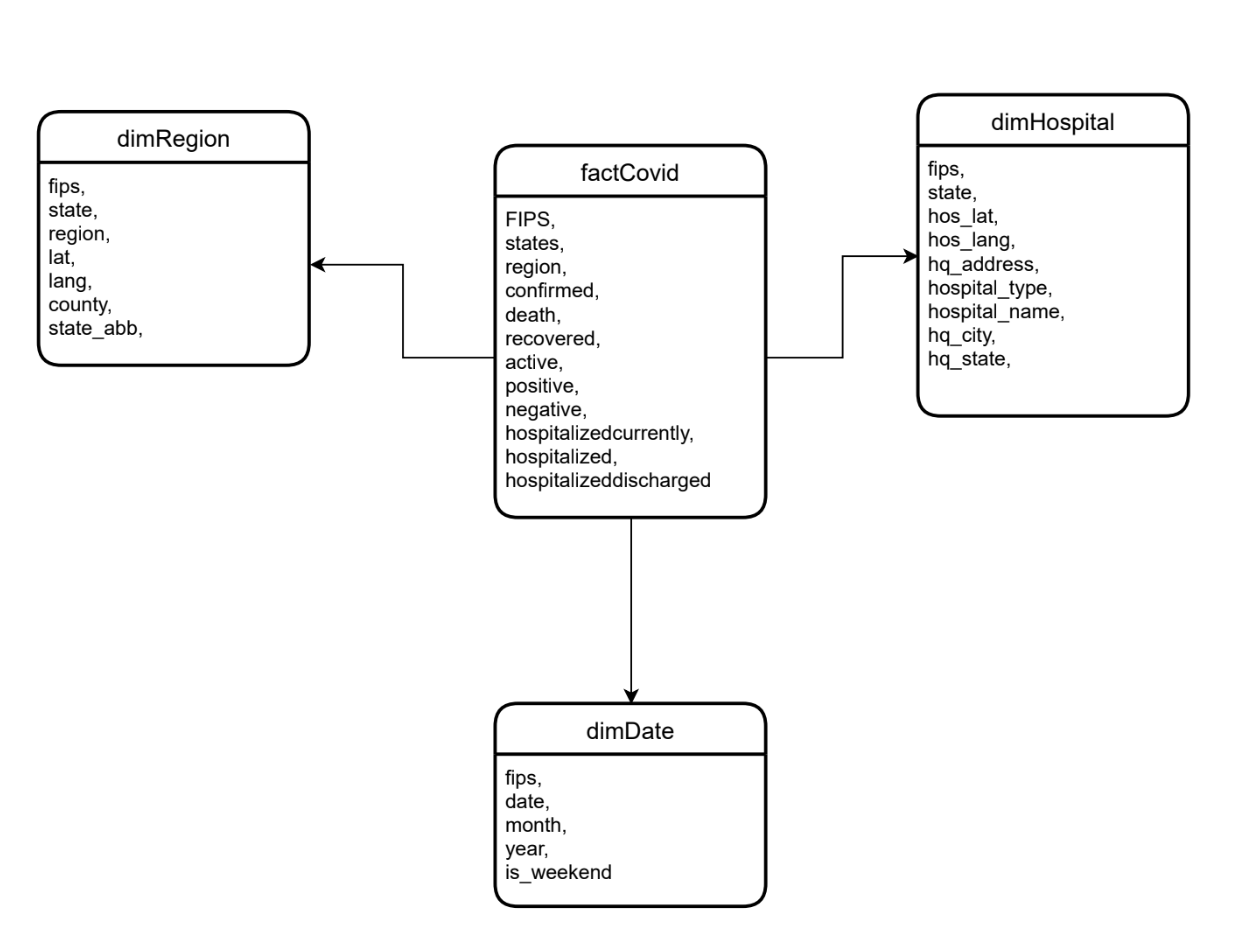 dimRegion
fips,
state,
region,
lat,
lang,
county,
state_abb,
factCovid
FIPS,
states,
region,
confirmed,
death,
recovered,
active,
positive,
negative,
hospitalizedcurrently,
hospitalized,
hospitalizeddischarged
dimHospital
fips,
state,
hos_lat,
hos_lang,
hq_address,
hospital_type,
hospital_name,
hq_city,
hq_state,
dimDate
fips,
date,
month,
year,
is_weekend